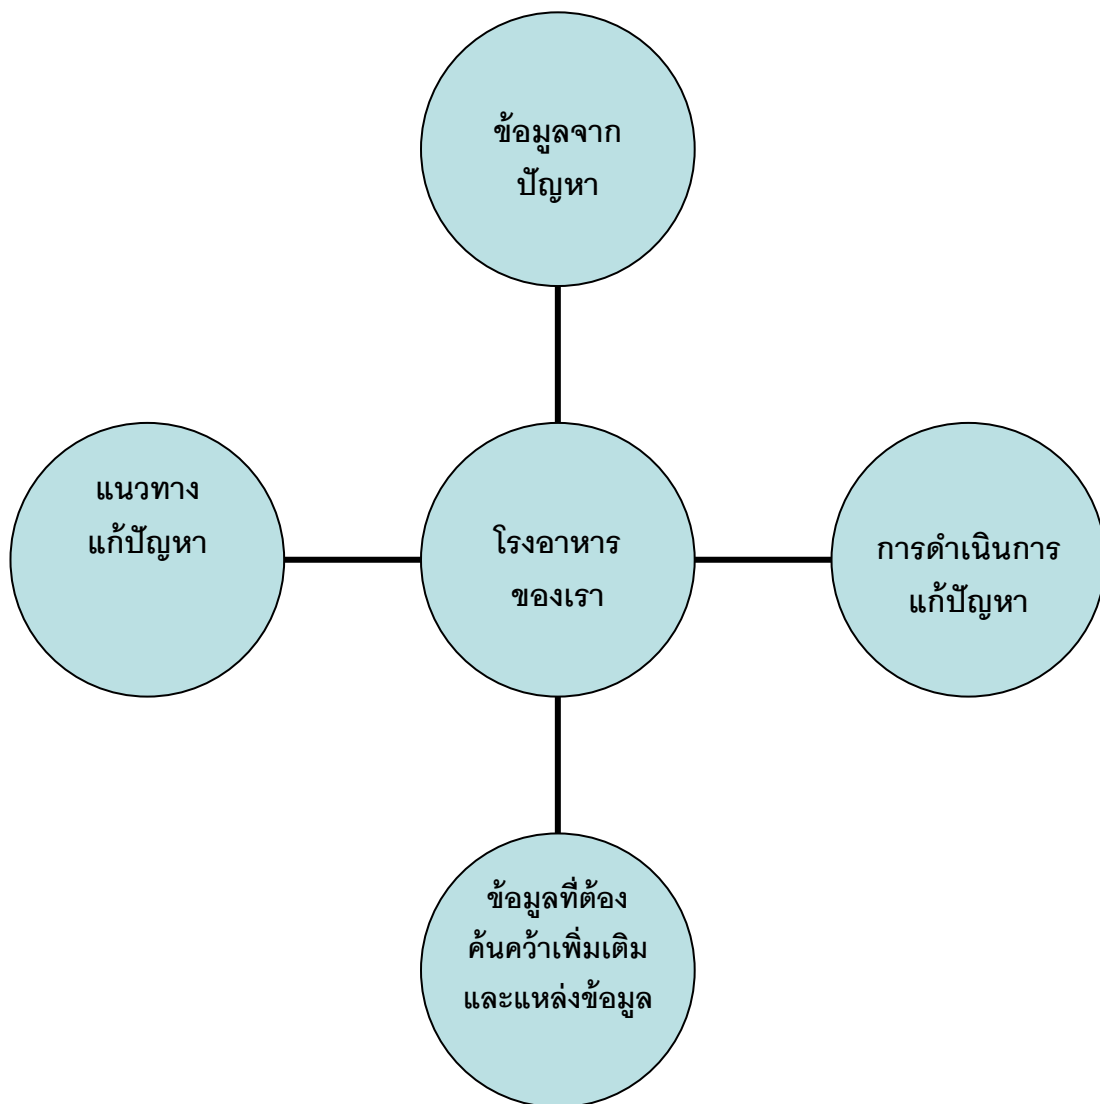 ข้อมูลจาก
ปัญหา
แนวทาง
แก้ปัญหา
โรงอาหาร
ของเรา
การดำเนินการ
แก้ปัญหา
ข้อมูลที่ต้อง
ค้นคว้าเพิ่มเติม
และแหล่งข้อมูล